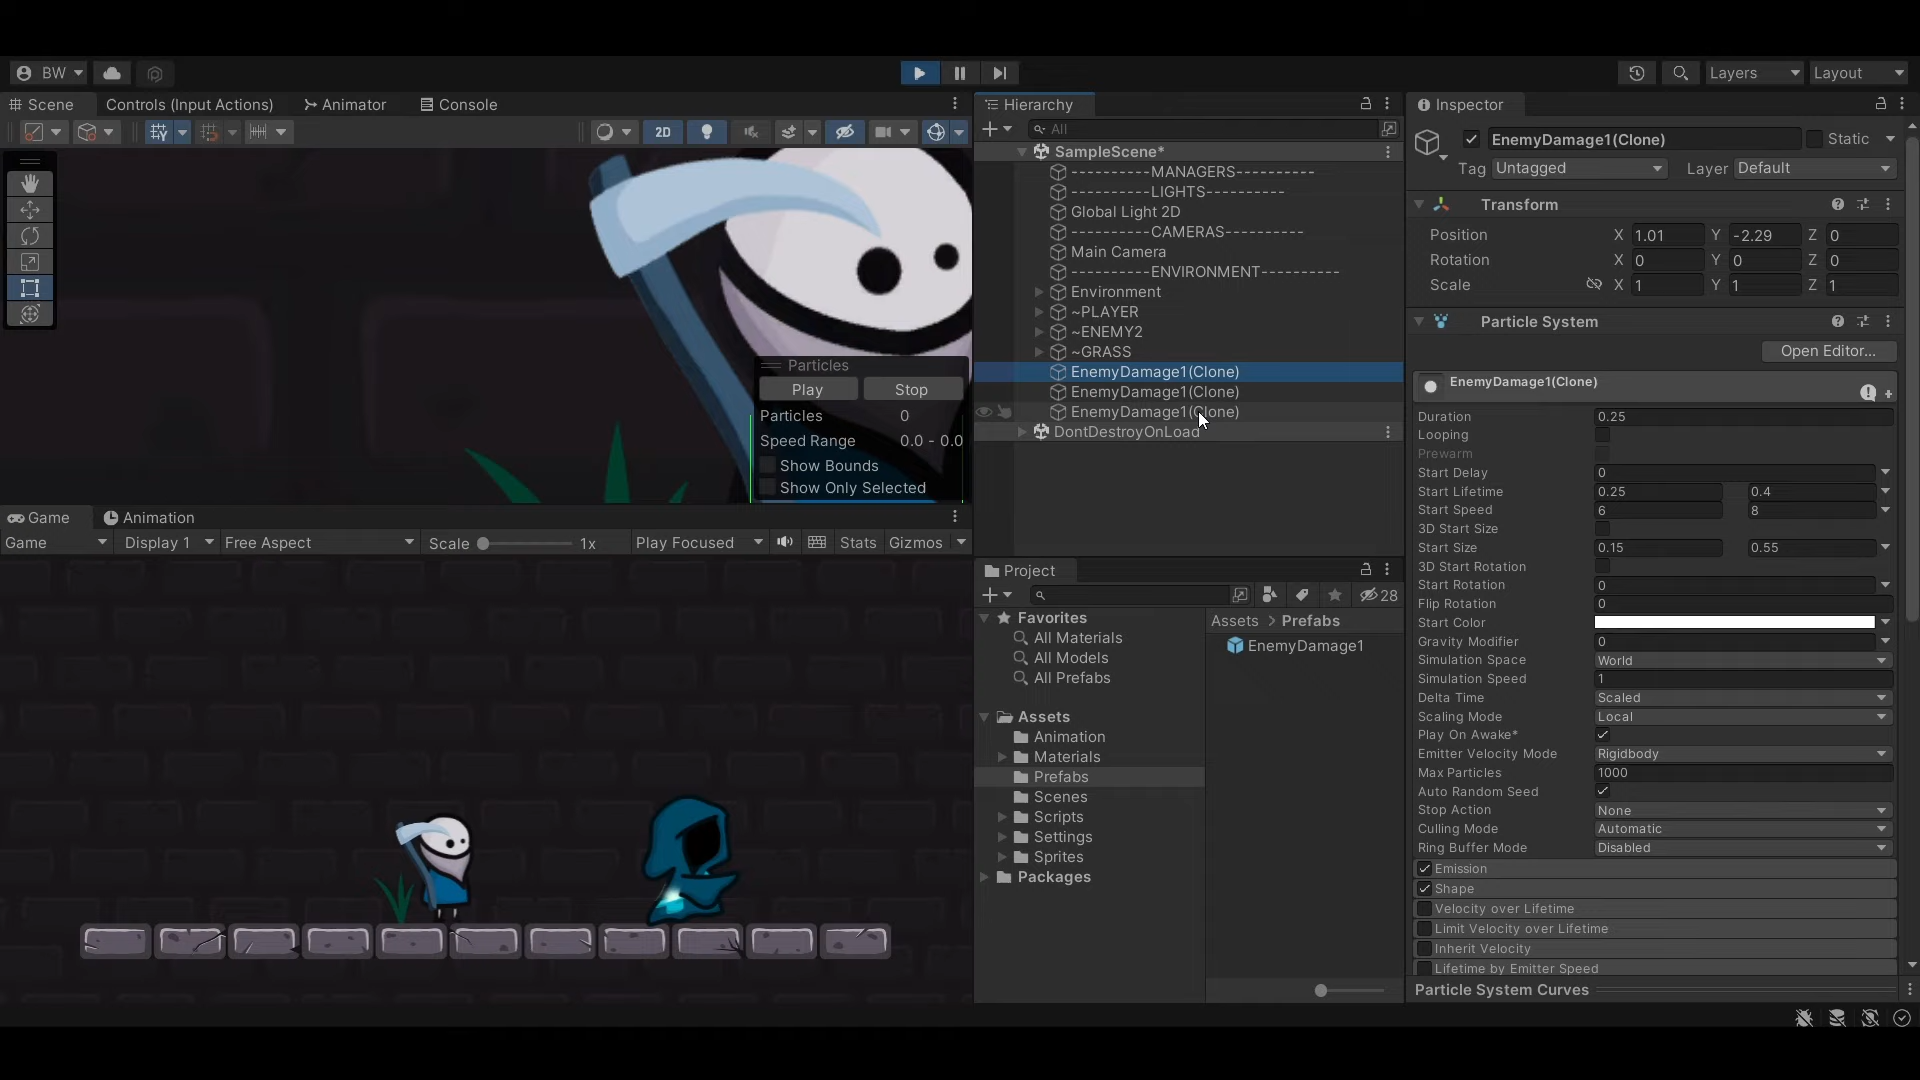 BW
Layers
Layout
Scene
Controls (Input Actions)
Animator
Console
2D
Particles
Play
Stop
Particles 0
Speed Range 0.0 - 0.0
Show Bounds
Show Only Selected
Game
Animation
Game
Display 1
Free Aspect
Scale
1x
Play Focused
Stats
Gizmos
Hierarchy
All
SampleScene*
----------MANAGERS----------
----------LIGHTS----------
Global Light 2D
----------CAMERAS----------
Main Camera
----------ENVIRONMENT----------
Environment
~PLAYER
~ENEMY2
~GRASS
EnemyDamage1(Clone)
EnemyDamage1(Clone)
EnemyDamage1(Clone)
DontDestroyOnLoad
Project
28
Favorites
All Materials
All Models
All Prefabs
Assets
Animation
Materials
Prefabs
Scenes
Scripts
Settings
Sprites
Packages
Assets > Prefabs
EnemyDamage1
Inspector
EnemyDamage1(Clone)
Static
Tag Untagged
Layer Default
Transform
Position X 1.01 Y -2.29 Z 0
Rotation X 0 Y 0 Z 0
Scale X 1 Y 1 Z 1
Particle System
Open Editor...
EnemyDamage1(Clone)
Duration 0.25
Looping
Prewarm
Start Delay 0
Start Lifetime 0.25 0.4
Start Speed 6 8
3D Start Size
Start Size 0.15 0.55
3D Start Rotation
Start Rotation 0
Flip Rotation 0
Start Color
Gravity Modifier 0
Simulation Space World
Simulation Speed 1
Delta Time Scaled
Scaling Mode Local
Play On Awake*
Emitter Velocity Mode Rigidbody
Max Particles 1000
Auto Random Seed
Stop Action None
Culling Mode Automatic
Ring Buffer Mode Disabled
Emission
Shape
Velocity over Lifetime
Limit Velocity over Lifetime
Inherit Velocity
Lifetime by Emitter Speed
Particle System Curves